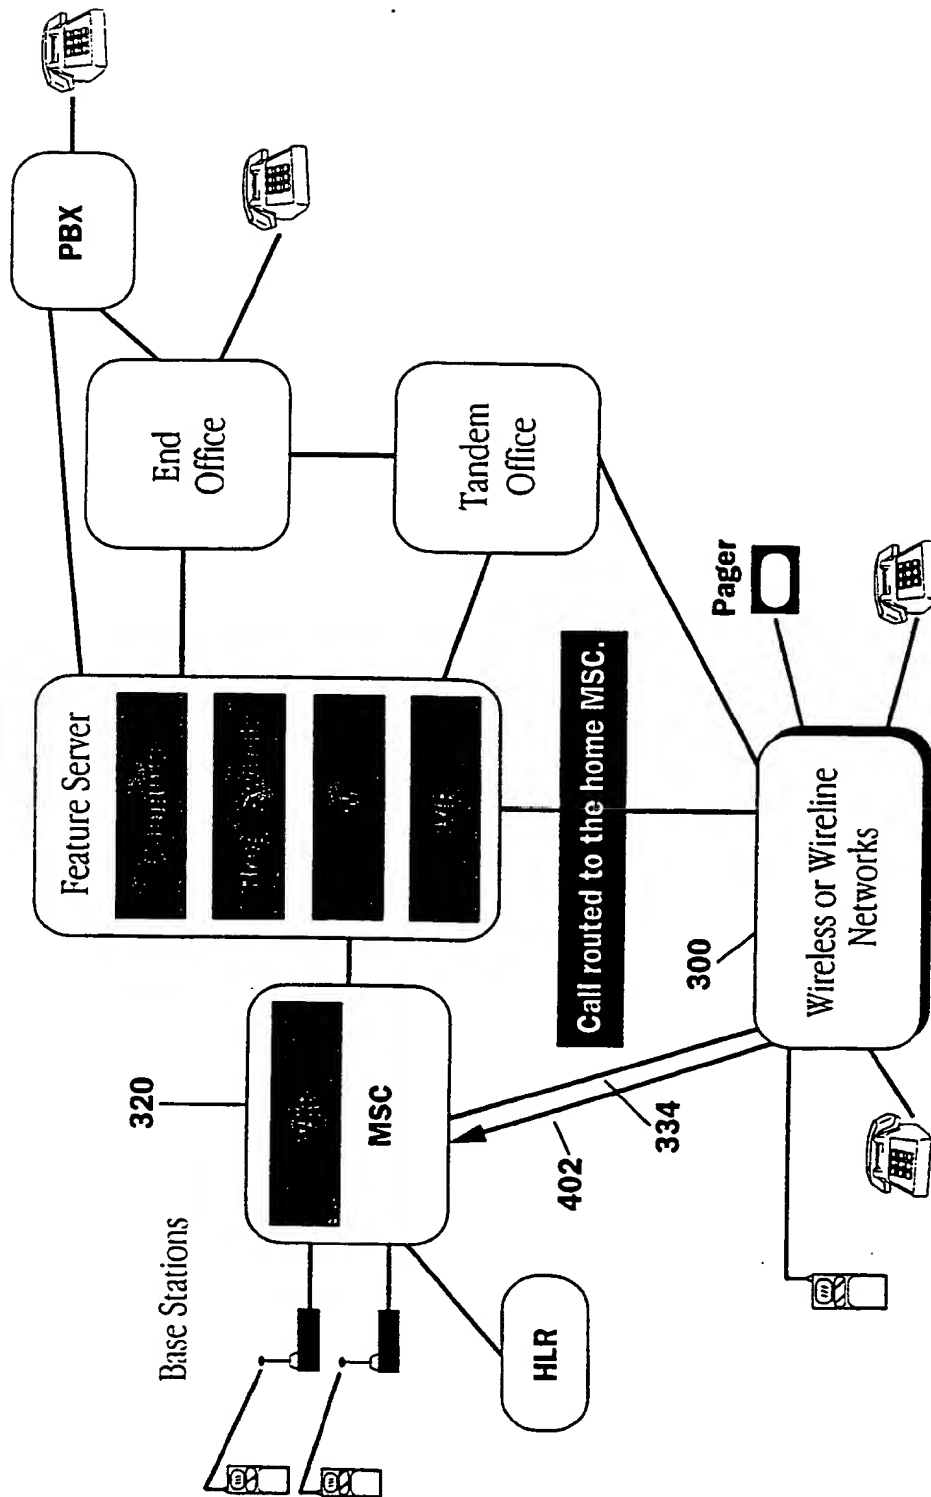 Base Stations
320
MSC
HLR
402
334
Feature Server
Call routed to the home MSC.
300
Wireless or Wireline
Networks
End
Office
Tandem
Office
PBX
Pager